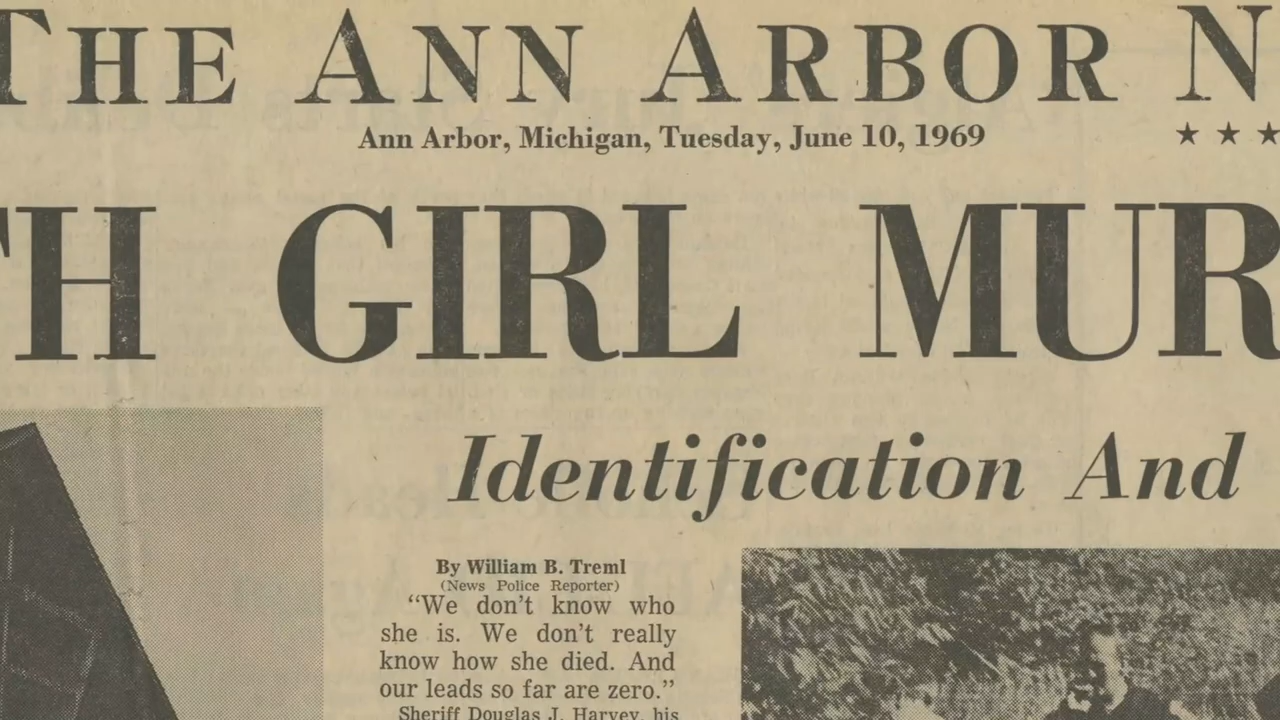 THE ANN ARBOR N
Ann Arbor, Michigan, Tuesday, June 10, 1969
★ ★ ★
TH GIRL MUR
Identification And
By William B. Treml
(News Police Reporter)
“We don’t know who
she is. We don’t really
know how she died. And
our leads so far are zero.”
Sheriff Douglas J. Harvey, his